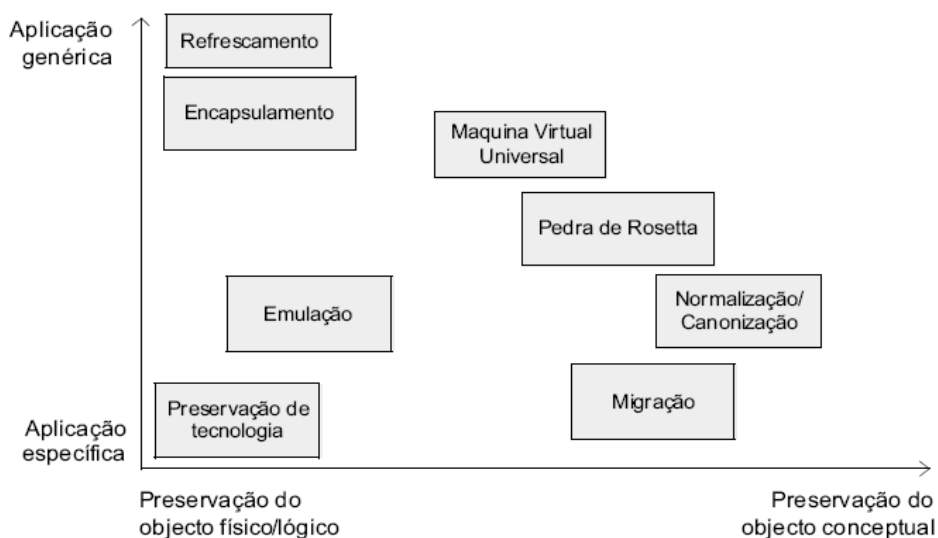 Aplicação
genérica
Refrescamento
Encapsulamento
Maquina Virtual
Universal
Pedra de Rosetta
Emulação
Normalização/
Canonização
Preservação de
tecnologia
Migração
Aplicação
específica
Preservação do
objecto físico/lógico
Preservação do
objecto conceptual